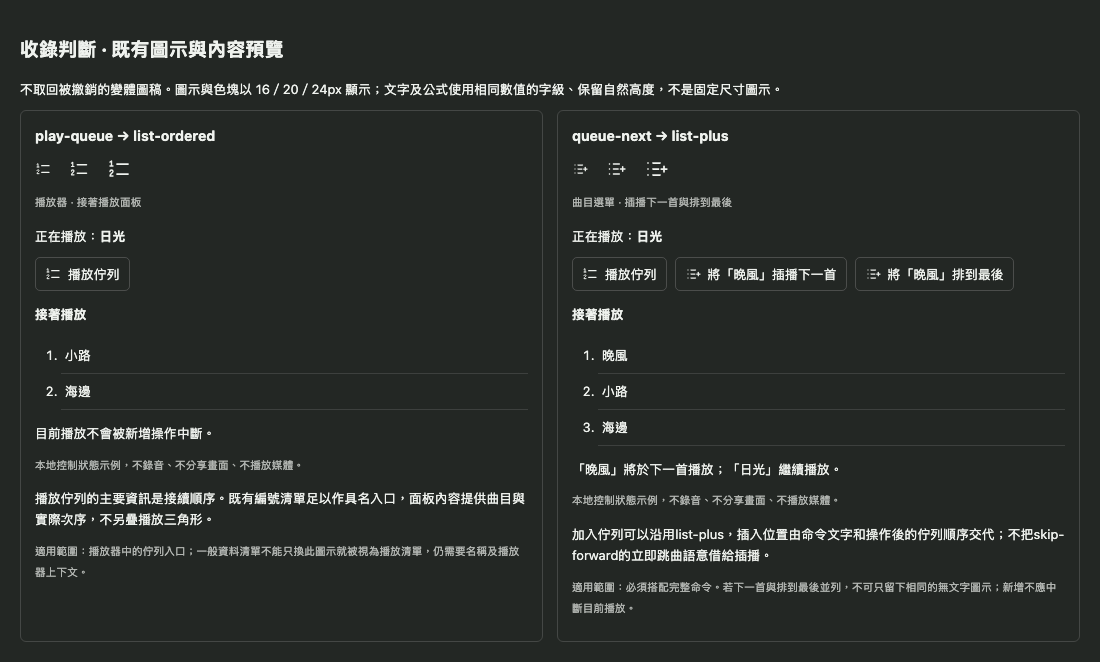 收錄判斷 · 既有圖示與內容預覽
不取回被撤銷的變體圖稿。圖示與色塊以 16 / 20 / 24px 顯示；文字及公式使用相同數值的字級、保留自然高度，不是固定尺寸圖示。
play-queue → list-ordered
播放器 · 接著播放面板
正在播放：日光
播放佇列
接著播放
1. 小路
2. 海邊
目前播放不會被新增操作中斷。
本地控制狀態示例，不錄音、不分享畫面、不播放媒體。
播放佇列的主要資訊是接續順序。既有編號清單足以作具名入口，面板內容提供曲目與
實際次序，不另疊播放三角形。
適用範圍：播放器中的佇列入口；一般資料清單不能只換此圖示就被視為播放清單，仍需要名稱及播放
器上下文。
queue-next → list-plus
曲目選單 · 插播下一首與排到最後
正在播放：日光
播放佇列 將「晚風」插播下一首 將「晚風」排到最後
接著播放
1. 晚風
2. 小路
3. 海邊
「晚風」將於下一首播放；「日光」繼續播放。
本地控制狀態示例，不錄音、不分享畫面、不播放媒體。
加入佇列可以沿用list-plus，插入位置由命令文字和操作後的佇列順序交代；不把skip-
forward的立即跳曲語意借給插播。
適用範圍：必須搭配完整命令。若下一首與排到最後並列，不可只留下相同的無文字圖示；新增不應中
斷目前播放。